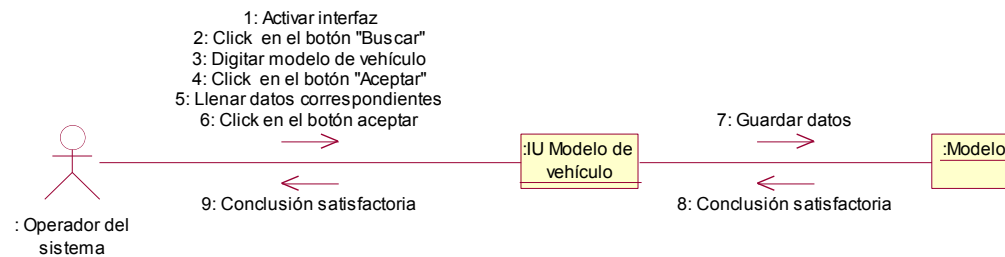 1: Activar interfaz
2: Click en el botón "Buscar"
3: Digitar modelo de vehículo
4: Click en el botón "Aceptar"
5: Llenar datos correspondientes
6: Click en el botón aceptar
7: Guardar datos
:IU Modelo de
vehículo
:Modelo
9: Conclusión satisfactoria
8: Conclusión satisfactoria
: Operador del
sistema